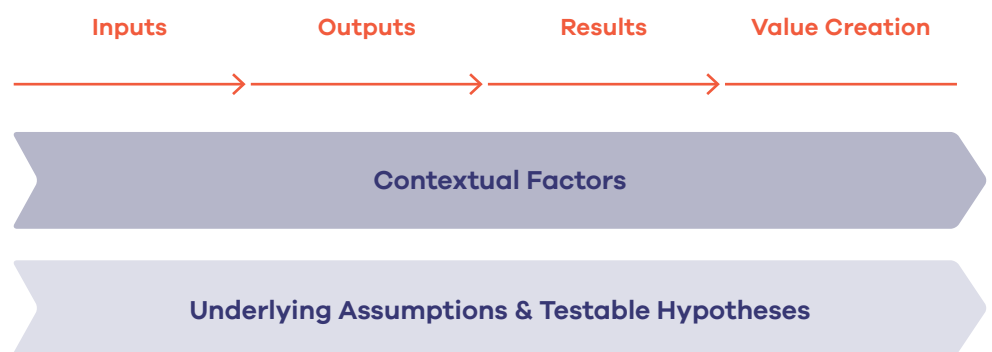 Inputs Outputs Results Value Creation
Contextual Factors
Underlying Assumptions & Testable Hypotheses